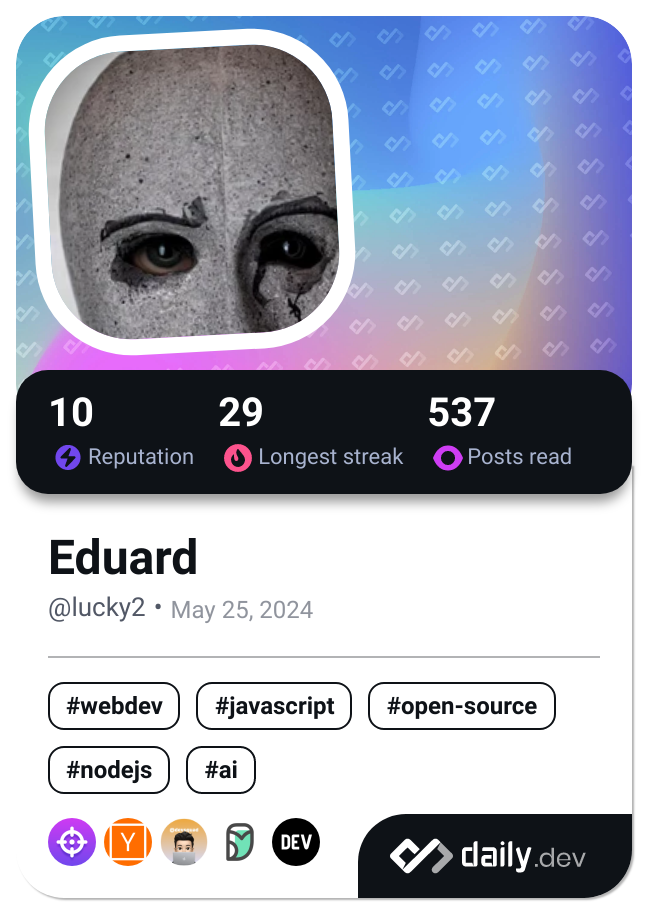 10 29 537
Reputation Longest streak Posts read
Eduard
@lucky2 • May 25, 2024
#webdev #javascript #open-source
#nodejs #ai
Y DEV daily.dev